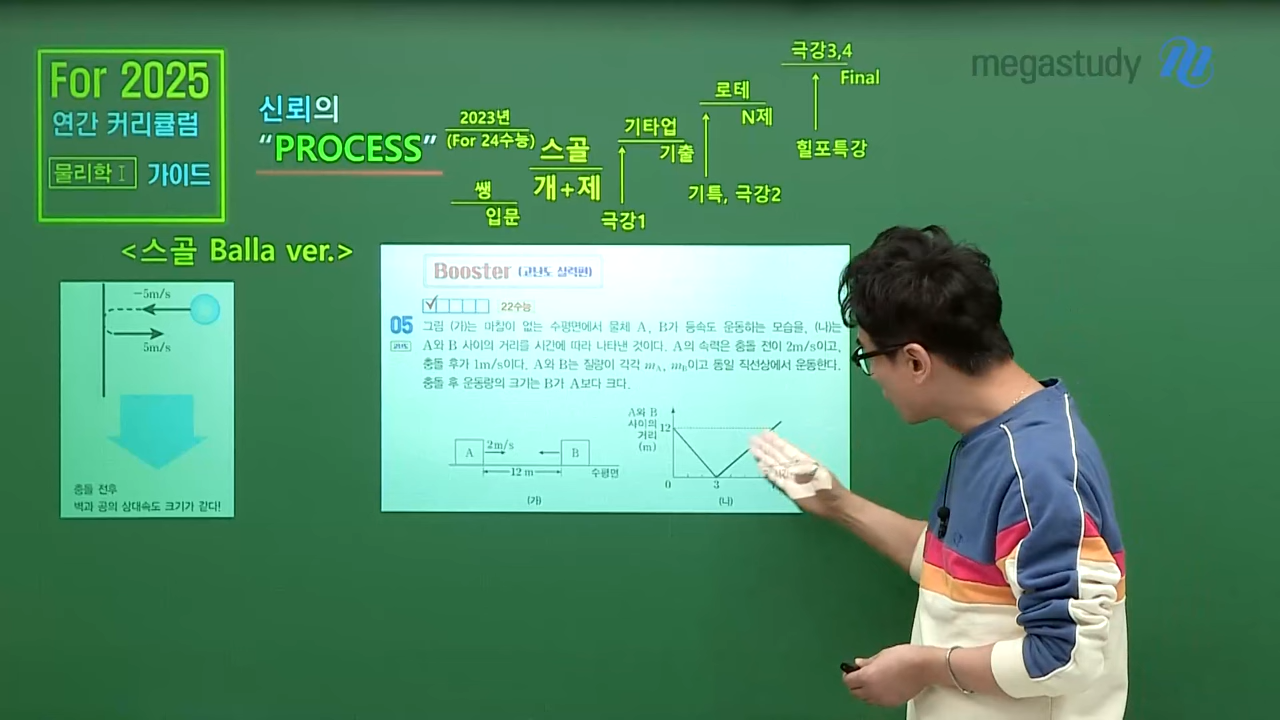 For 2025
연간 커리큘럼
물리학 I 가이드
신뢰의
“PROCESS”
2023년
(For 24수능)
쌩
입문
스골
개+제
극강1
기타업
기출
로테
N제
기특, 극강2
극강3,4
Final
힐포특강
megastudy
<스골 Balla ver.>
-5m/s
5m/s
충돌 전후
벽과 공의 상대속도 크기가 같다!
Booster (고난도 실력편)
22수능
05 그림 (가)는 마찰이 없는 수평면에서 물체 A, B가 등속도 운동하는 모습을, (나)는
A와 B 사이의 거리를 시간에 따라 나타낸 것이다. A의 속력은 충돌 전이 2m/s이고,
충돌 후가 1m/s이다. A와 B는 질량이 각각 mA, mB이고 동일 직선상에서 운동한다.
충돌 후 운동량의 크기는 B가 A보다 크다.
A
2m/s
B
12 m
수평면
(가)
A와 B
사이의
거리
(m)
12
0
3
(나)